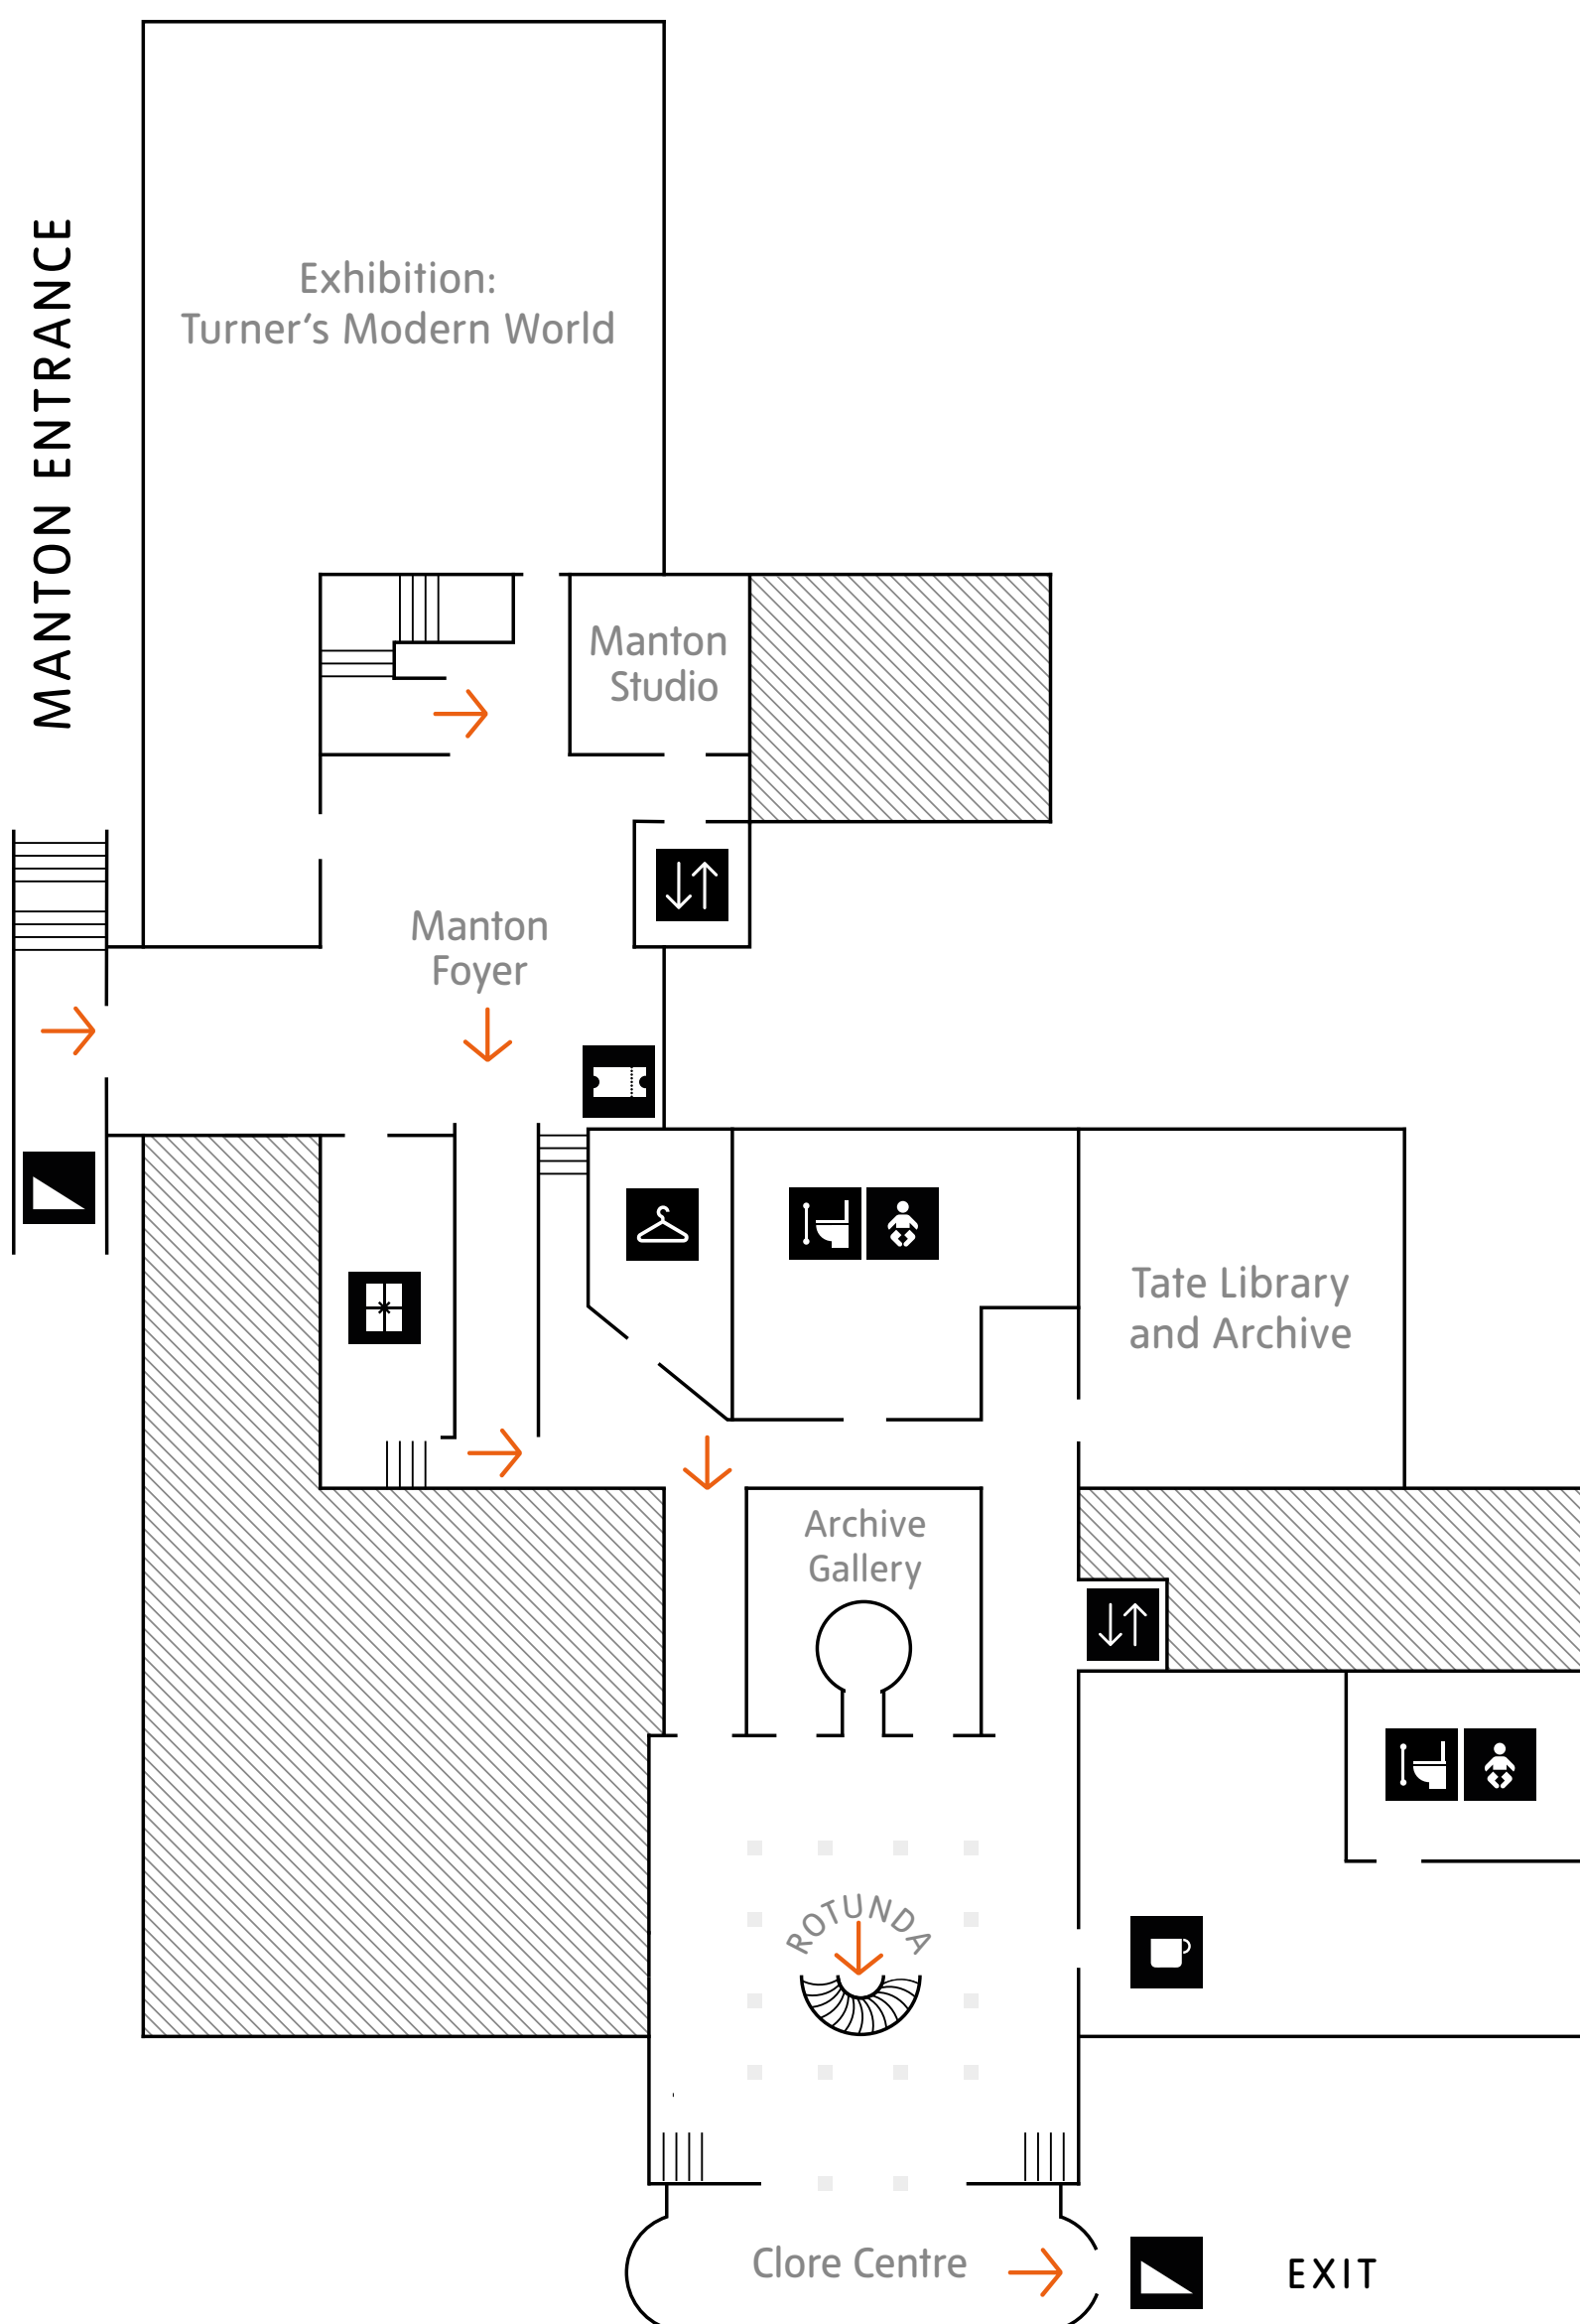 MANTON ENTRANCE
Exhibition:
Turner’s Modern World
Manton
Studio
Manton
Foyer
Tate Library
and Archive
Archive
Gallery
ROTUNDA
Clore Centre
EXIT